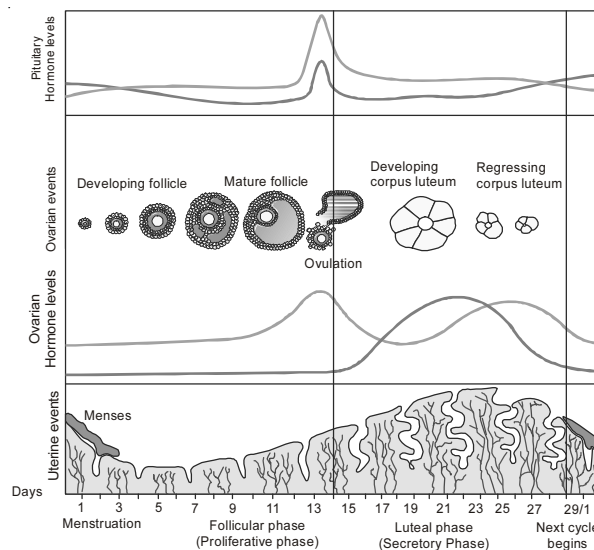 Pituitary
Hormone levels
Ovarian events
Developing follicle
Mature follicle
Ovulation
Developing
corpus luteum
Regressing
corpus luteum
Ovarian
Hormone levels
Uterine events
Menses
Days
1 3 5 7 9 11 13 15 17 19 21 23 25 27 29/1
Menstruation
Follicular phase
(Proliferative phase)
Luteal phase
(Secretory Phase)
Next cycle
begins